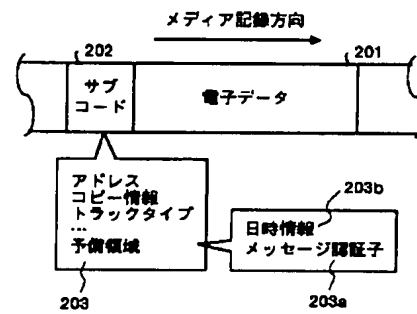 メディア記録方向
202
201
サブ
コード
電子データ
アドレス
コピー情報
トラックタイプ
...
予備領域
203b
日時情報
メッセージ認証子
203
203a